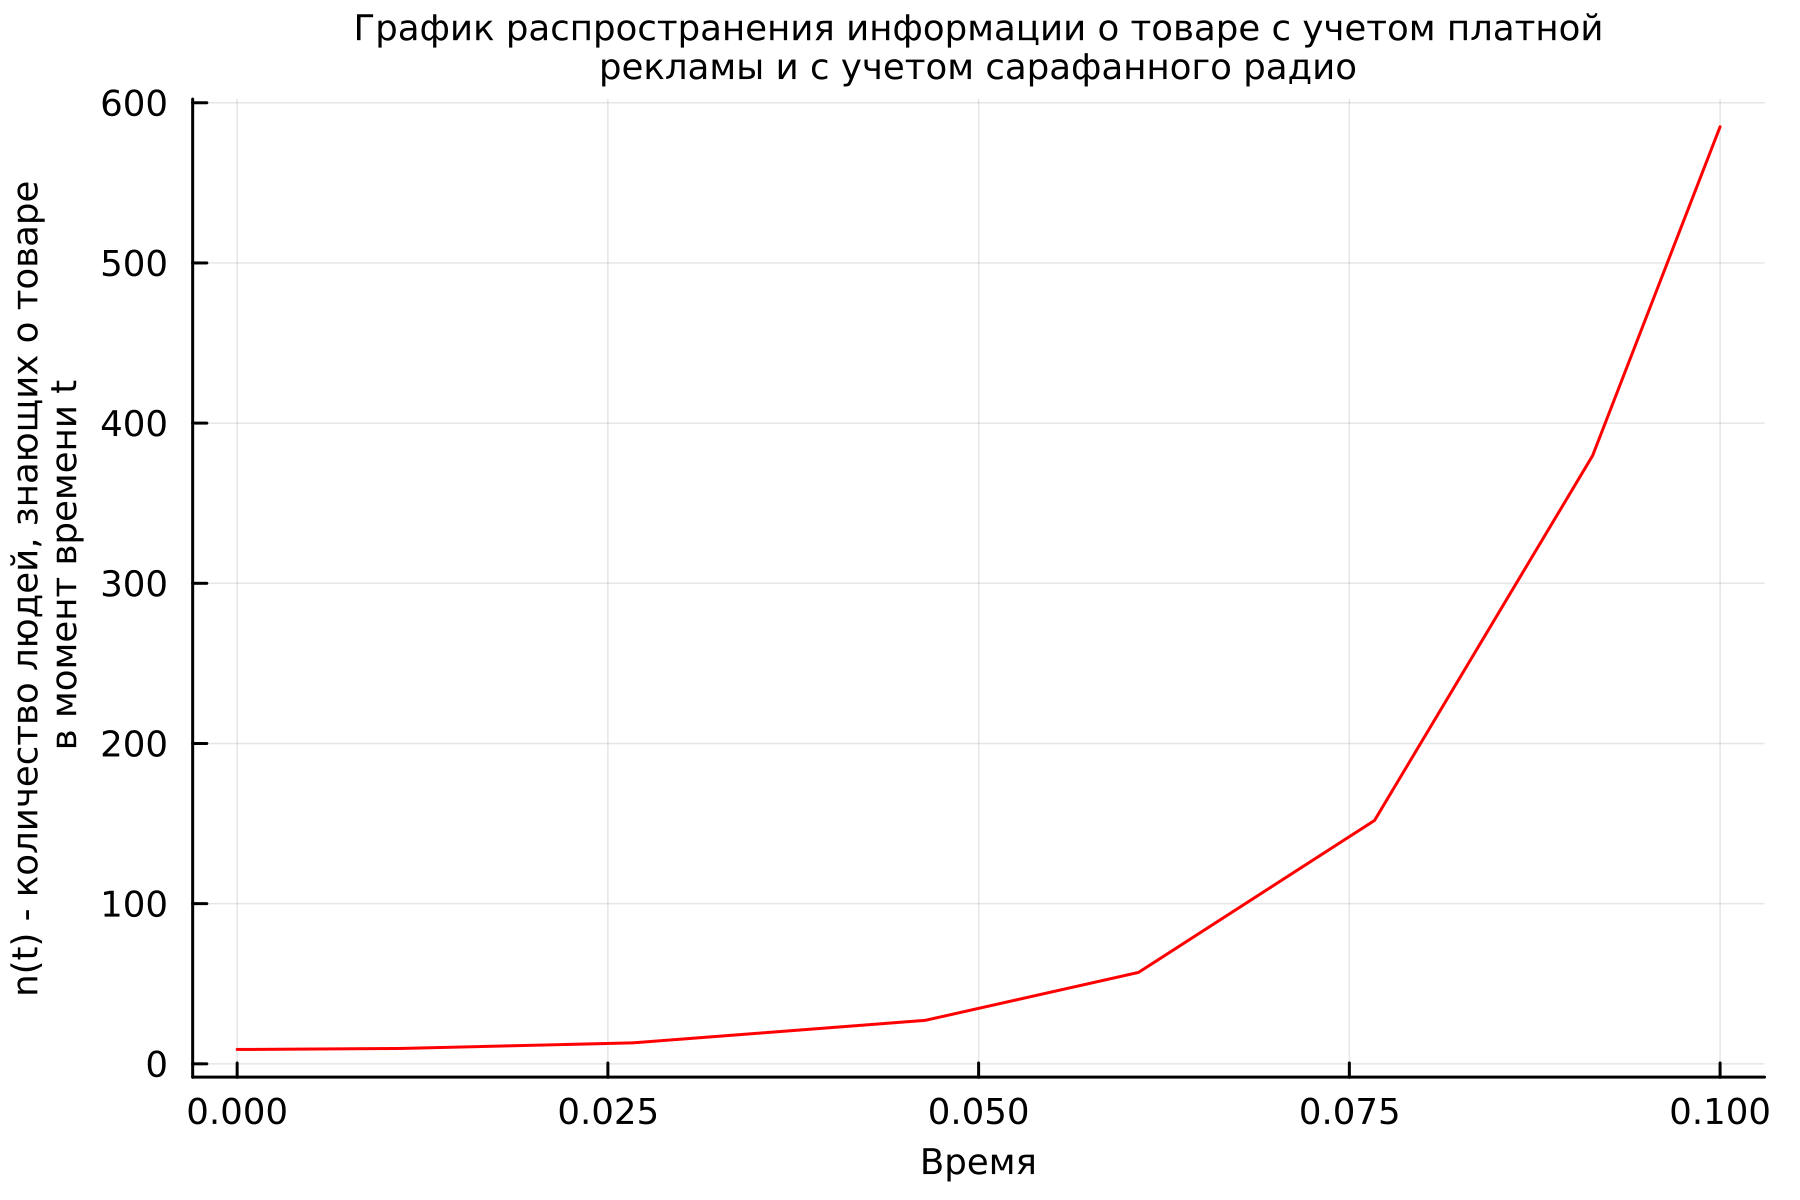 График распространения информации о товаре с учетом платной
рекламы и с учетом сарафанного радио
n(t) - количество людей, знающих о товаре
в момент времени t
600
500
400
300
200
100
0
0.000
0.025
0.050
0.075
0.100
Время